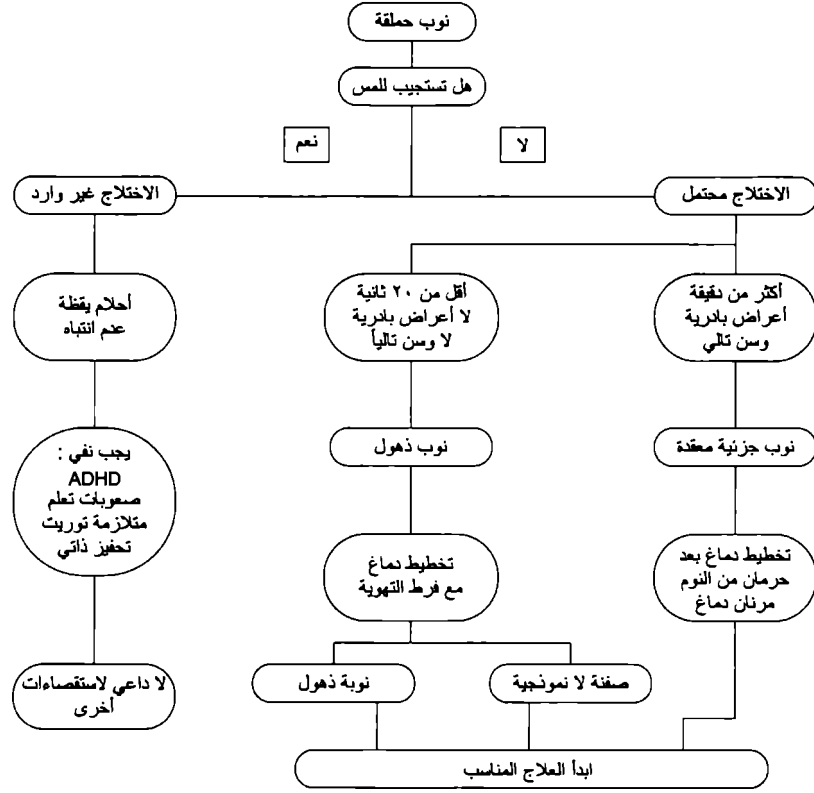 نوب حملقة
هل تستجيب للمس
لا
نعم
الاختلاج محتمل
الاختلاج غير وارد
أكثر من دقيقة
أعراض بادرية
وسن تالي
أقل من ٢٠ ثانية
لا أعراض بادرية
لا وسن تالياً
أحلام يقظة
عدم انتباه
نوب جزئية معقدة
نوب ذهول
يجب نفي :
ADHD
صعوبات تعلم
متلازمة توريت
تحفيز ذاتي
تخطيط دماغ بعد
حرمان من النوم
مرنان دماغ
تخطيط دماغ
مع فرط التهوية
صفنة لا نموذجية
نوبة ذهول
لا داعي لاستقصاءات
أخرى
ابدأ العلاج المناسب